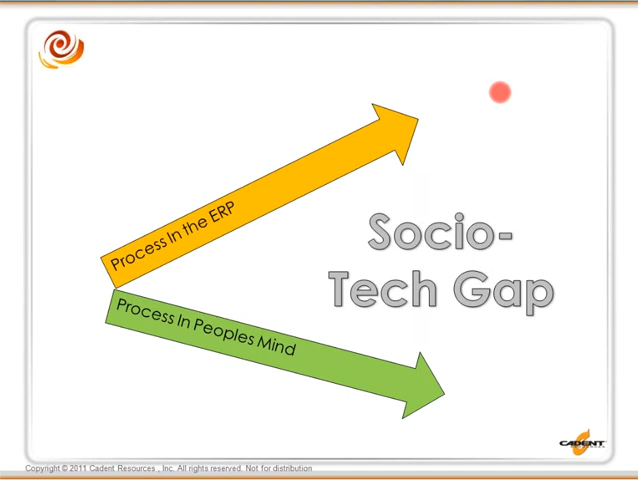 Process In the ERP
Socio-
Tech Gap
Process In Peoples Mind
CADENT
Copyright © 2011 Cadent Resources , Inc. All rights reserved. Not for distribution